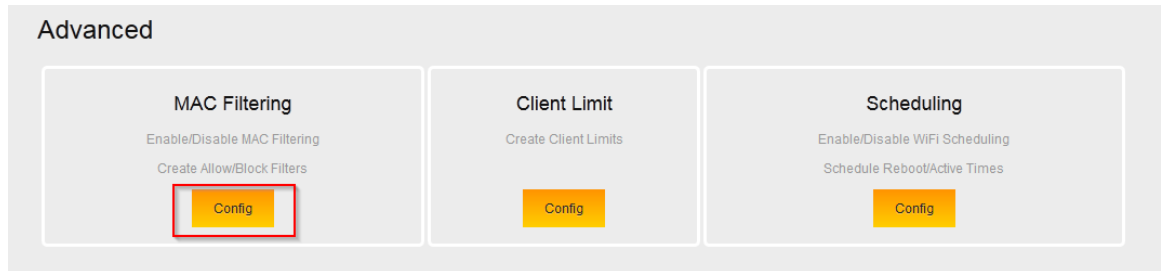 Advanced
MAC Filtering
Enable/Disable MAC Filtering
Create Allow/Block Filters
Config
Client Limit
Create Client Limits
Config
Scheduling
Enable/Disable WiFi Scheduling
Schedule Reboot/Active Times
Config